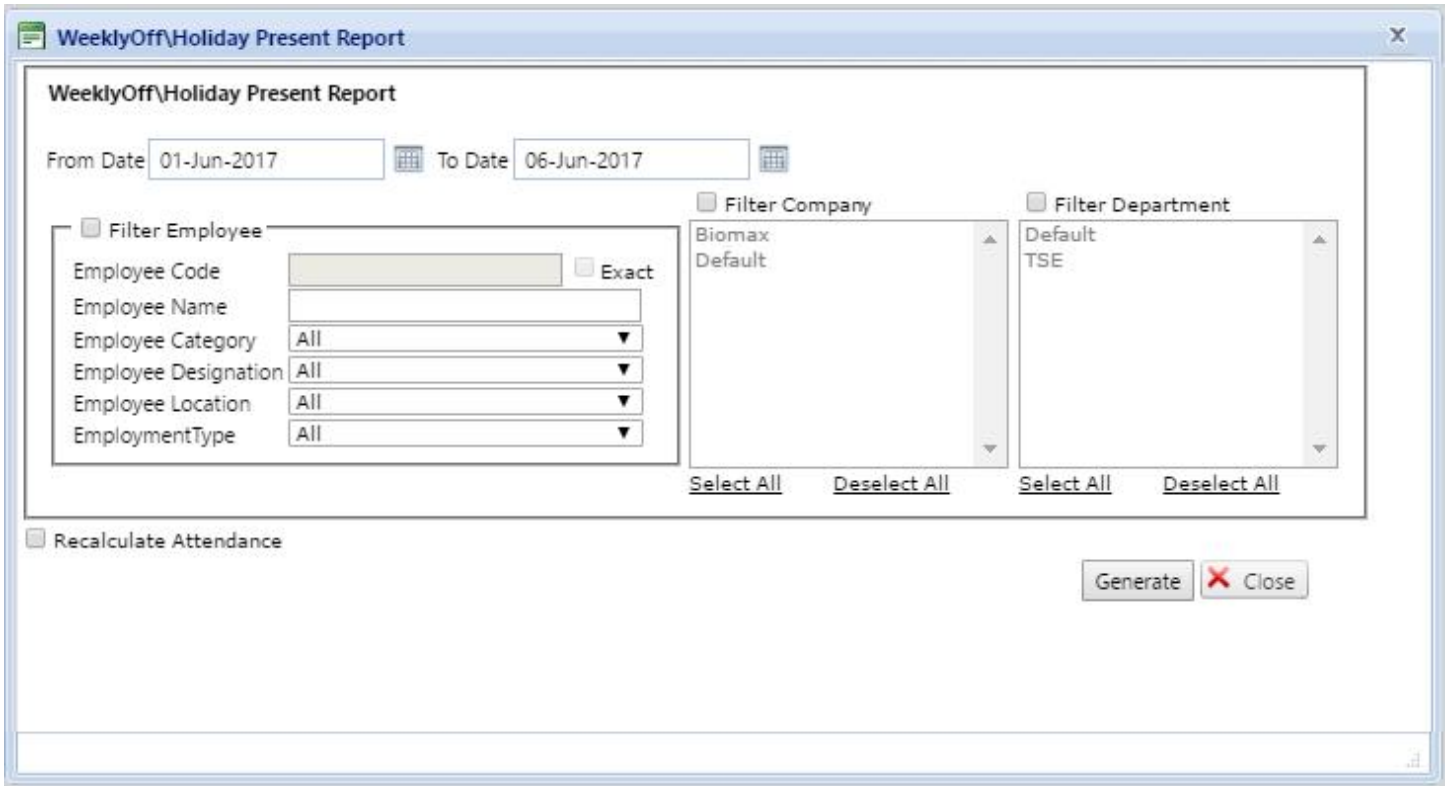 WeeklyOff\Holiday Present Report
X
WeeklyOff\Holiday Present Report
From Date 01-Jun-2017 To Date 06-Jun-2017
Filter Employee
Employee Code Exact
Employee Name
Employee Category All
Employee Designation All
Employee Location All
EmploymentType All
Filter Company
Biomax
Default
Select All Deselect All
Filter Department
Default
TSE
Select All Deselect All
Recalculate Attendance
Generate Close